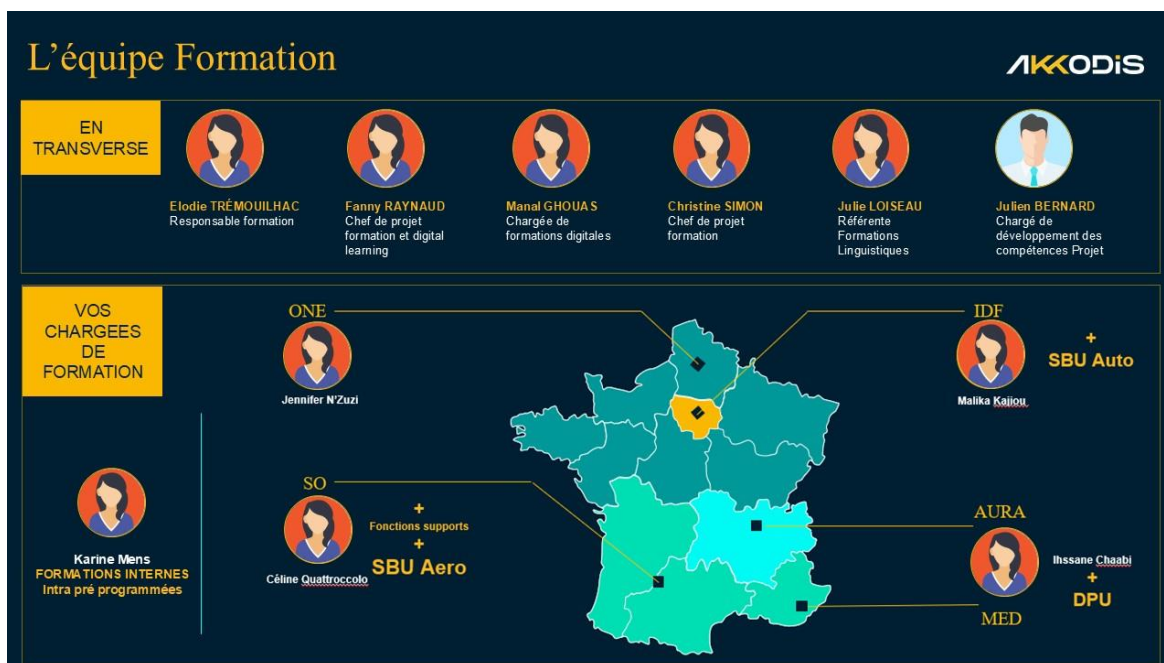 L'équipe Formation
AKKODIS
EN
TRANSVERSE
Elodie TRÉMOUILHAC
Responsable formation
Fanny RAYNAUD
Chef de projet
formation et digital
learning
Manal GHOUAS
Chargée de
formations digitales
Christine SIMON
Chef de projet
formation
Julie LOISEAU
Référente
Formations
Linguistiques
Julien BERNARD
Chargé de
développement des
compétences Projet
VOS
CHARGEES
DE
FORMATION
ONE
Jennifer N'Zuzi
IDF
Malika Kajiou
+
SBU Auto
Karine Mens
FORMATIONS INTERNES
Intra pré programmées
SO
Céline Quattroccolo
+
Fonctions supports
+
SBU Aero
AURA
Ihssane Chaabi
+
DPU
MED